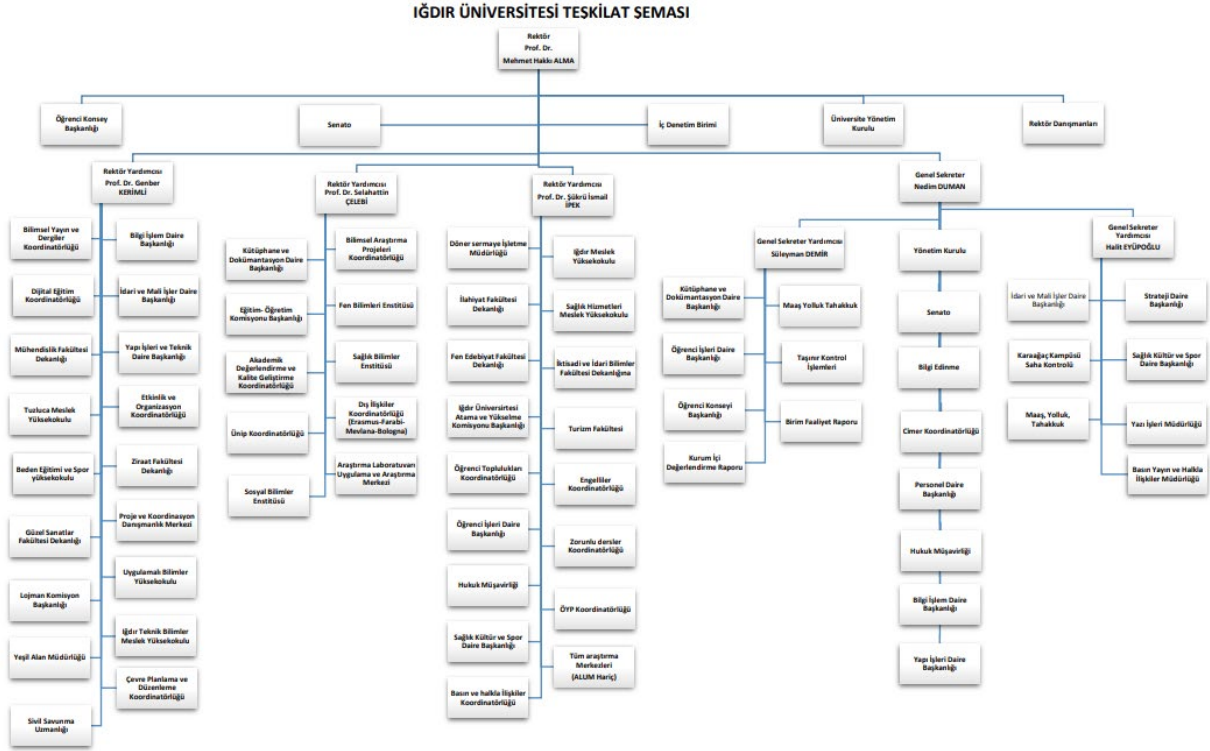 IĞDIR ÜNİVERSİTESİ TEŞKİLAT ŞEMASI
Rektör
Prof. Dr.
Mehmet Hakkı ALMA
Öğrenci Konsey
Başkanlığı
Senato
İç Denetim Birimi
Üniversite Yönetim
Kurulu
Rektör Danışmanları
Rektör Yardımcısı
Prof. Dr. Genber
KERİMLİ
Bilimsel Yayın ve
Dergiler
Koordinatörlüğü
Bilgi İşlem Daire
Başkanlığı
Dijital Eğitim
Koordinatörlüğü
İdari ve Mali İşler Daire
Başkanlığı
Mühendislik Fakültesi
Dekanlığı
Yapı İşleri ve Teknik
Daire Başkanlığı
Tuzluca Meslek
Yüksekokulu
Etkinlik ve
Organizasyon
Koordinatörlüğü
Beden Eğitimi ve Spor
yüksekokulu
Ziraat Fakültesi
Dekanlığı
Güzel Sanatlar
Fakültesi Dekanlığı
Proje ve Koordinasyon
Danışmanlık Merkezi
Lojman Komisyon
Başkanlığı
Uygulamalı Bilimler
Yüksekokulu
Yeşil Alan Müdürlüğü
Iğdır Teknik Bilimler
Meslek Yüksekokulu
Sivil Savunma
Uzmanlığı
Çevre Planlama ve
Düzenleme
Koordinatörlüğü
Rektör Yardımcısı
Prof. Dr. Selahattin
ÇELEBİ
Kütüphane ve
Dokümantasyon Daire
Başkanlığı
Bilimsel Araştırma
Projeleri
Koordinatörlüğü
Eğitim- Öğretim
Komisyonu Başkanlığı
Fen Bilimleri Enstitüsü
Akademik
Değerlendirme ve
Kalite Geliştirme
Koordinatörlüğü
Sağlık Bilimler
Enstitüsü
Ünip Koordinatörlüğü
Dış İlişkiler
Koordinatörlüğü
(Erasmus-Farabi-
Mevlana-Bologna)
Sosyal Bilimler
Enstitüsü
Araştırma Laboratuvarı
Uygulama ve Araştırma
Merkezi
Rektör Yardımcısı
Prof. Dr. Şükrü İsmail
İPEK
Döner sermaye İşletme
Müdürlüğü
Iğdır Meslek
Yüksekokulu
İlahiyat Fakültesi
Dekanlığı
Sağlık Hizmetleri
Meslek Yüksekokulu
Fen Edebiyat Fakültesi
Dekanlığı
İktisadi ve İdari Bilimler
Fakültesi Dekanlığına
Iğdır Üniversirtesi
Atama ve Yükselme
Komisyonu Başkanlığı
Turizm Fakültesi
Öğrenci Toplulukları
Koordinatörlüğü
Engelliler
Koordinatörlüğü
Öğrenci İşleri Daire
Başkanlığı
Zorunlu dersler
Koordinatörlüğü
Hukuk Müşavirliği
ÖYP Koordinatörlüğü
Sağlık Kültür ve Spor
Daire Başkanlığı
Tüm araştırma
Merkezleri
(ALUM Hariç)
Basın ve halkla İlişkiler
Koordinatörlüğü
Genel Sekreter
Nedim DUMAN
Genel Sekreter Yardımcısı
Süleyman DEMİR
Kütüphane ve
Dokümantasyon Daire
Başkanlığı
Maaş Yolluk Tahakkuk
Öğrenci İşleri Daire
Başkanlığı
Taşınır Kontrol
İşlemleri
Öğrenci Konseyi
Başkanlığı
Birim Faaliyet Raporu
Kurum İçi
Değerlendirme Raporu
Yönetim Kurulu
Senato
Bilgi Edinme
Cimer Koordinatörlüğü
Personel Daire
Başkanlığı
Hukuk Müşavirliği
Bilgi İşlem Daire
Başkanlığı
Yapı İşleri Daire
Başkanlığı
Genel Sekreter
Yardımcısı
Halit EYÜPOĞLU
İdari ve Mali İşler Daire
Başkanlığı
Strateji Daire
Başkanlığı
Karaağaç Kampüsü
Saha Kontrolü
Sağlık Kültür ve Spor
Daire Başkanlığı
Maaş, Yolluk,
Tahakkuk
Yazı İşleri Müdürlüğü
Basın Yayın ve Halkla
İlişkiler Müdürlüğü